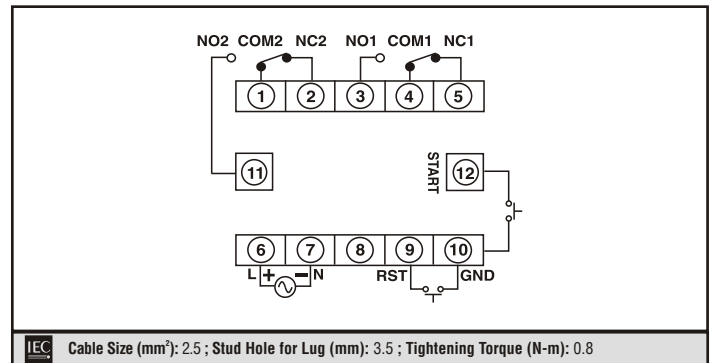 NO2 COM2 NC2 NO1 COM1 NC1
1 2 3 4 5
11 START 12
6 7 8 9 10
L + − N RST GND
IEC Cable Size (mm²): 2.5 ; Stud Hole for Lug (mm): 3.5 ; Tightening Torque (N-m): 0.8